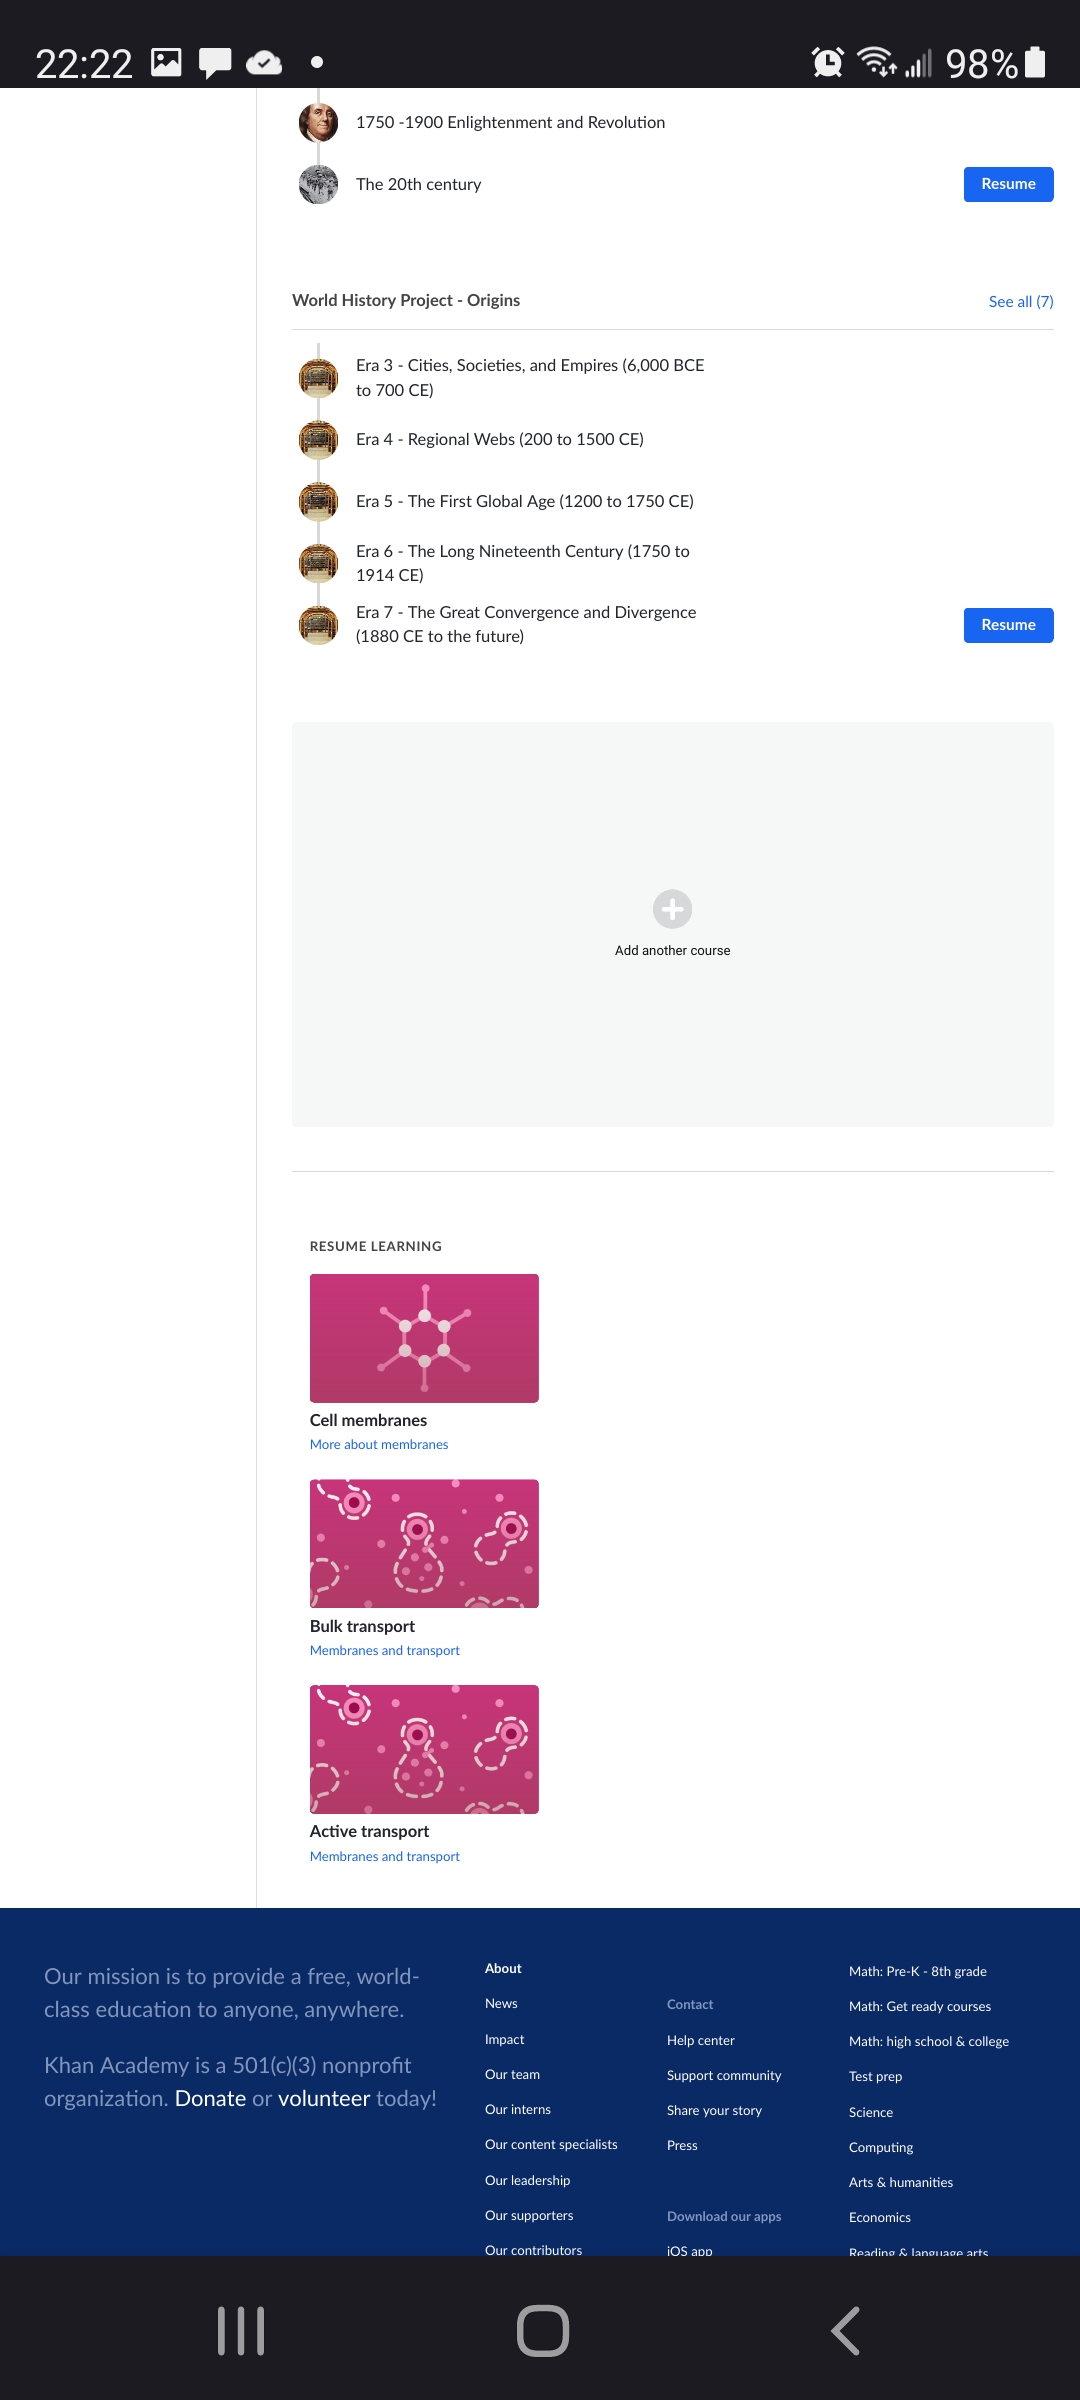 22:22
98%
1750 -1900 Enlightenment and Revolution
The 20th century
Resume
World History Project - Origins
See all (7)
Era 3 - Cities, Societies, and Empires (6,000 BCE
to 700 CE)
Era 4 - Regional Webs (200 to 1500 CE)
Era 5 - The First Global Age (1200 to 1750 CE)
Era 6 - The Long Nineteenth Century (1750 to
1914 CE)
Era 7 - The Great Convergence and Divergence
(1880 CE to the future)
Resume
Add another course
RESUME LEARNING
Cell membranes
More about membranes
Bulk transport
Membranes and transport
Active transport
Membranes and transport
Our mission is to provide a free, world-
class education to anyone, anywhere.
Khan Academy is a 501(c)(3) nonprofit
organization. Donate or volunteer today!
About
News
Impact
Our team
Our interns
Our content specialists
Our leadership
Our supporters
Our contributors
Contact
Help center
Support community
Share your story
Press
Download our apps
iOS app
Math: Pre-K - 8th grade
Math: Get ready courses
Math: high school & college
Test prep
Science
Computing
Arts & humanities
Economics
Reading & language arts